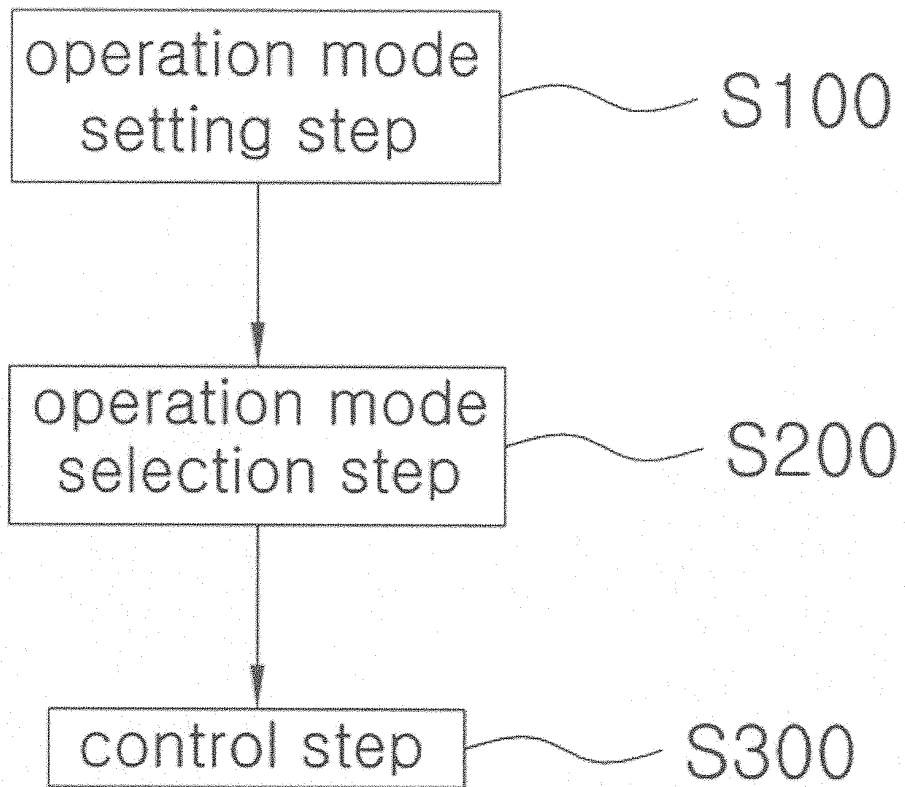 operation mode
setting step
S100
operation mode
selection step
S200
control step
S300